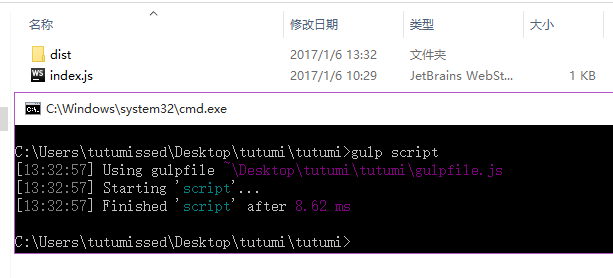 名称 修改日期 类型 大小
dist 2017/1/6 13:32 文件夹
WS index.js 2017/1/6 10:29 JetBrains WebSt... 1 KB
C:\Windows\system32\cmd.exe
C:\Users\tutumissed\Desktop\tutumi\tutumi>gulp script
[13:32:57] Using gulpfile ~\Desktop\tutumi\tutumi\gulpfile.js
[13:32:57] Starting 'script'...
[13:32:57] Finished 'script' after 8.62 ms
C:\Users\tutumissed\Desktop\tutumi\tutumi>